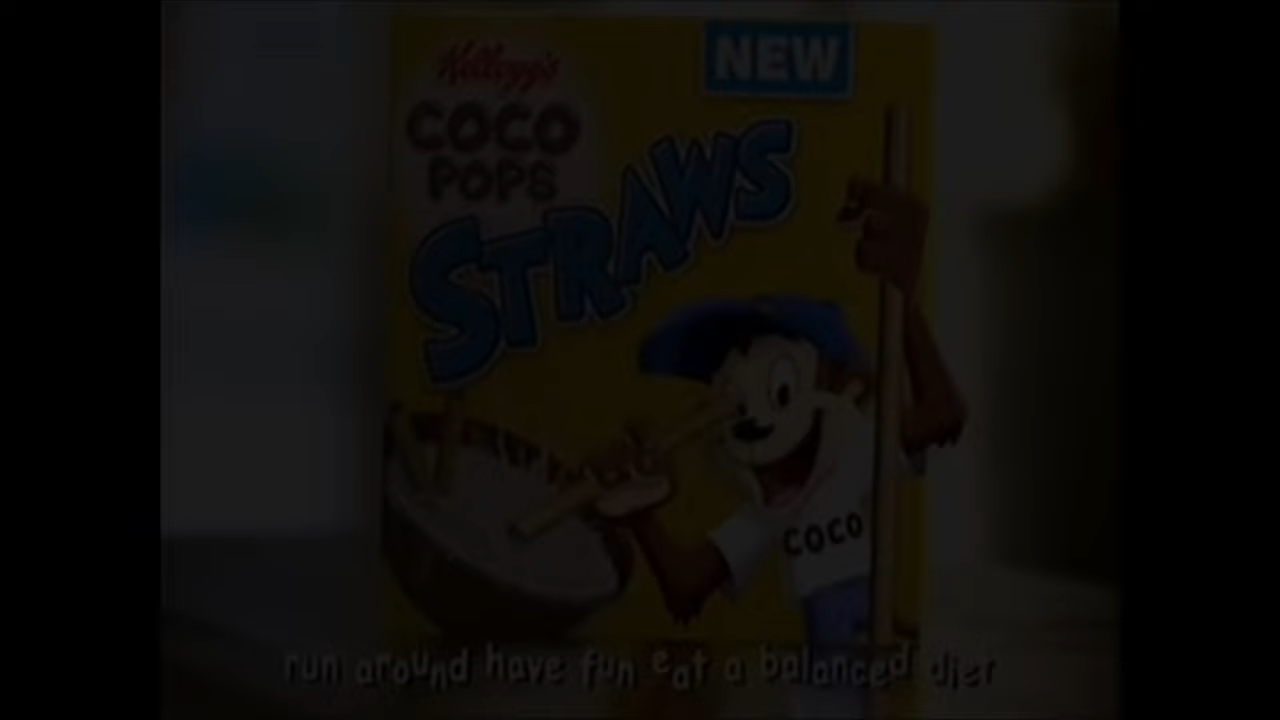 Kellogg's
NEW
COCO
POPS
STRAWS
COCO
run around have fun eat a balanced diet